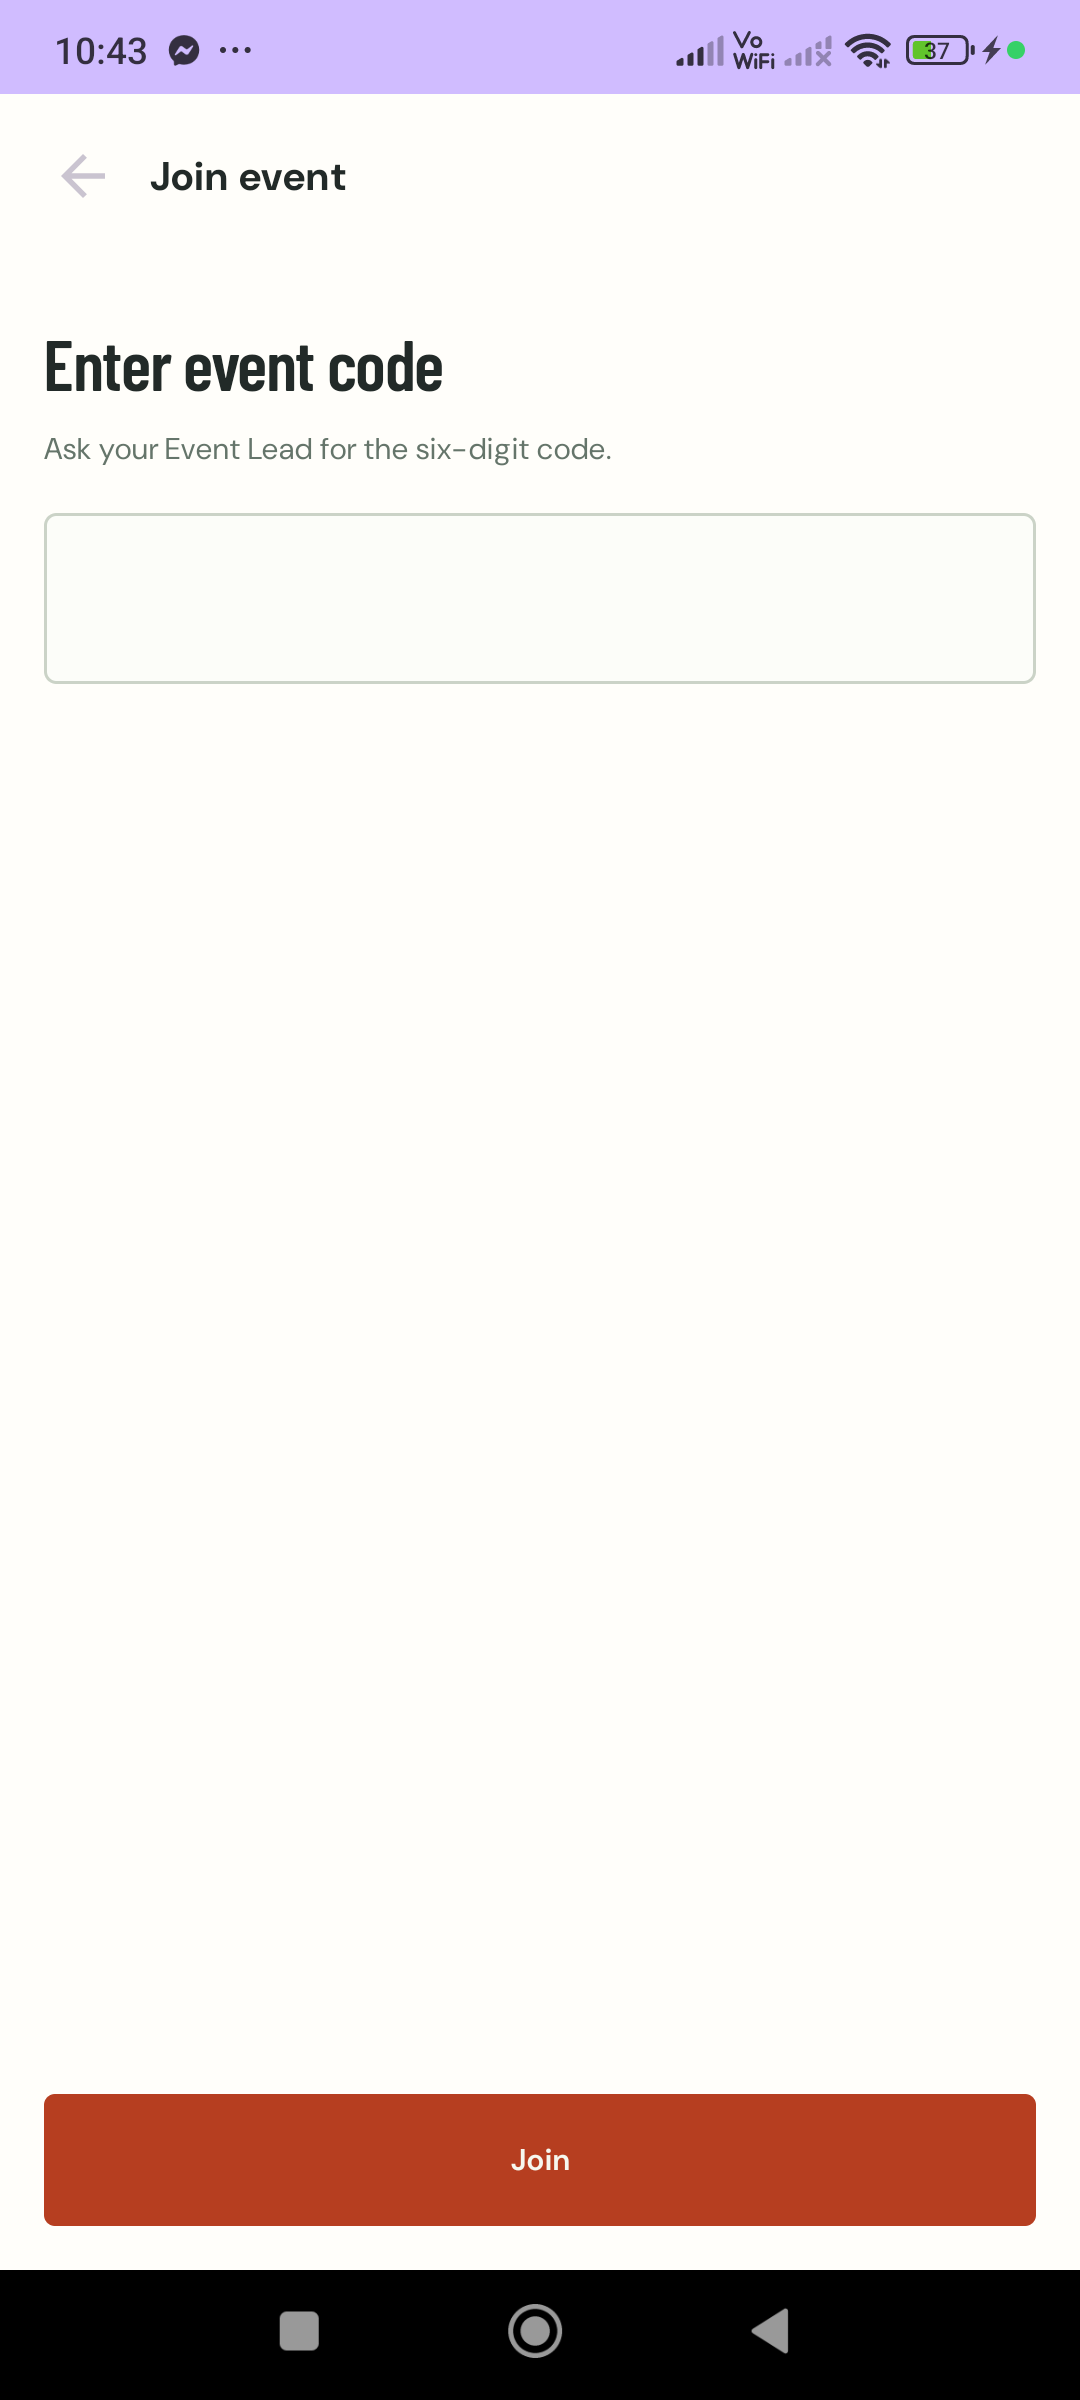 10:43
Vo
WiFi
37
Join event
Enter event code
Ask your Event Lead for the six-digit code.
Join